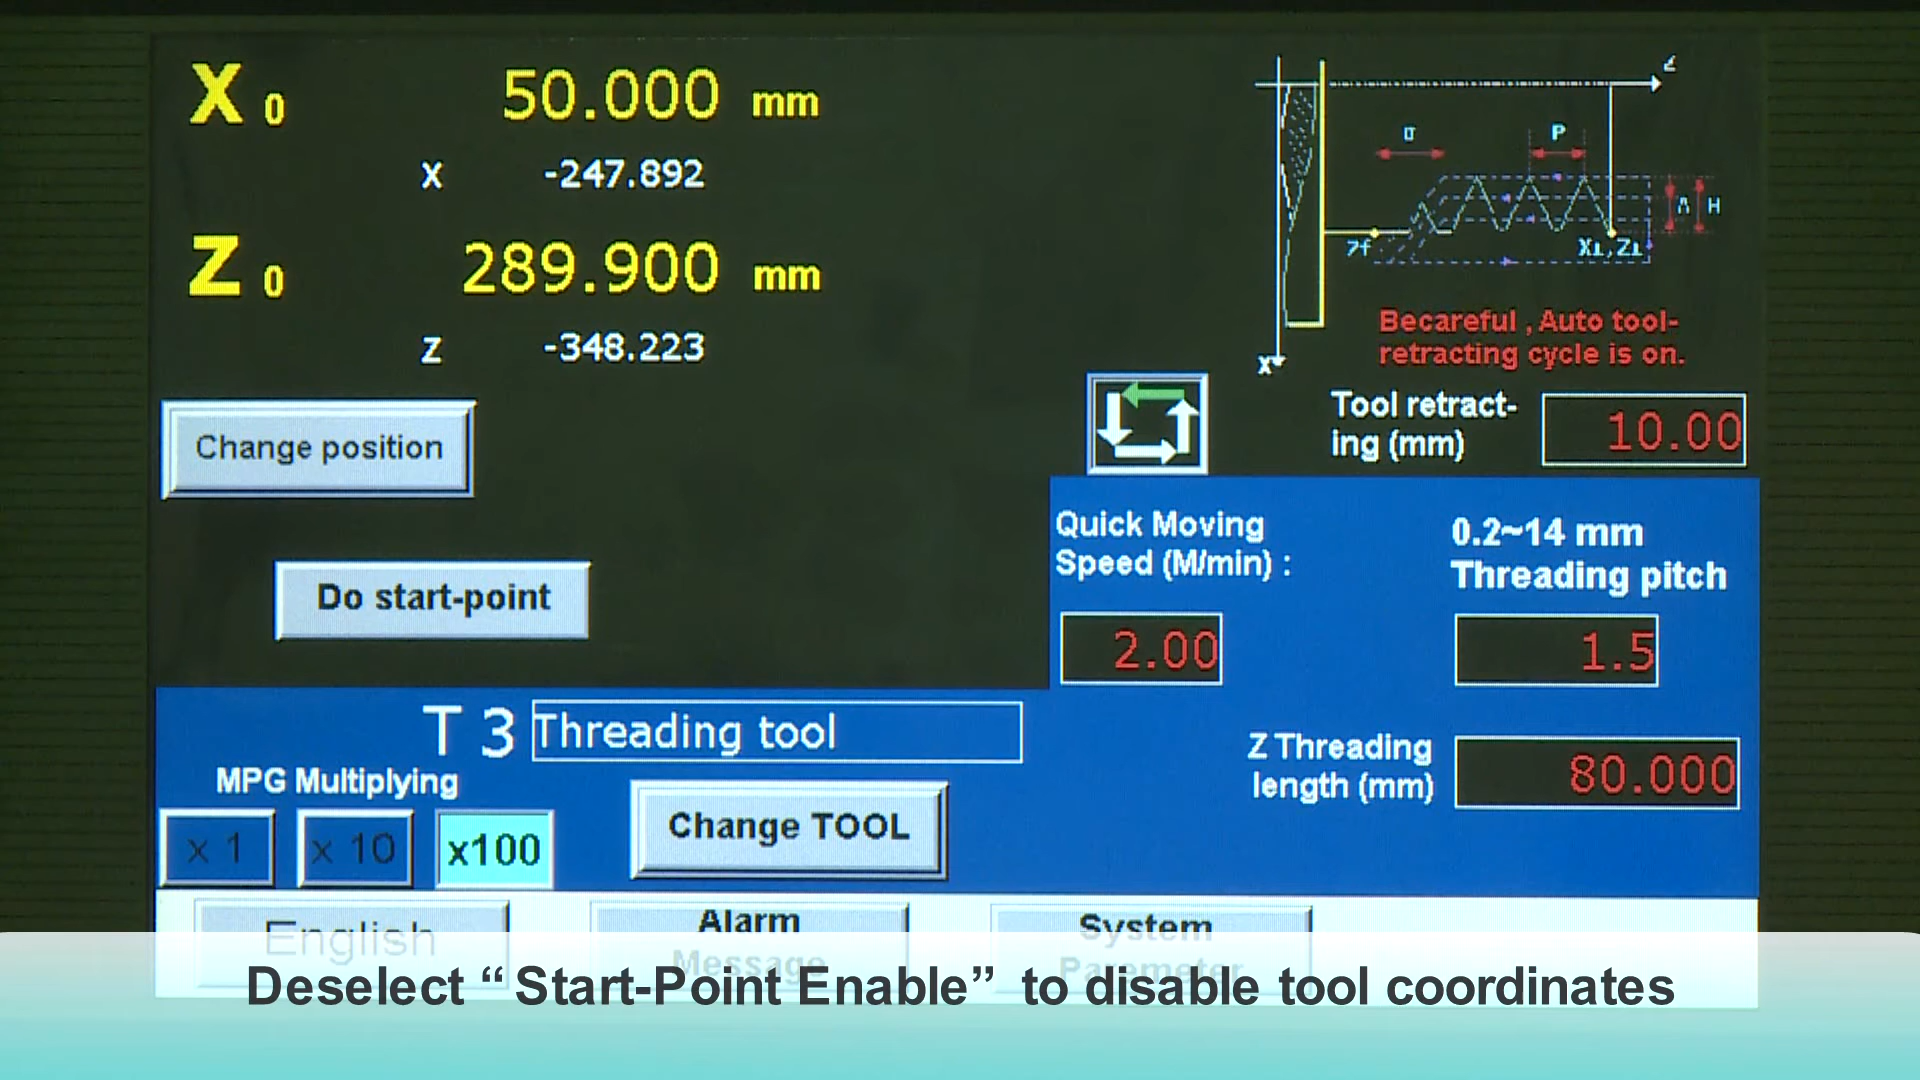 X 0 50.000 mm
X -247.892
Z 0 289.900 mm
Z -348.223
Change position
Do start-point
P
H
X1,Z1
X
Becareful , Auto tool-
retracting cycle is on.
Tool retract-
ing (mm)
10.00
Quick Moving
Speed (M/min) :
2.00
0.2~14 mm
Threading pitch
1.5
T 3 Threading tool
Z Threading
length (mm)
80.000
MPG Multiplying
x 1
x 10
x100
Change TOOL
English
Alarm
Message
System
Paremeter
Deselect “Start-Point Enable” to disable tool coordinates